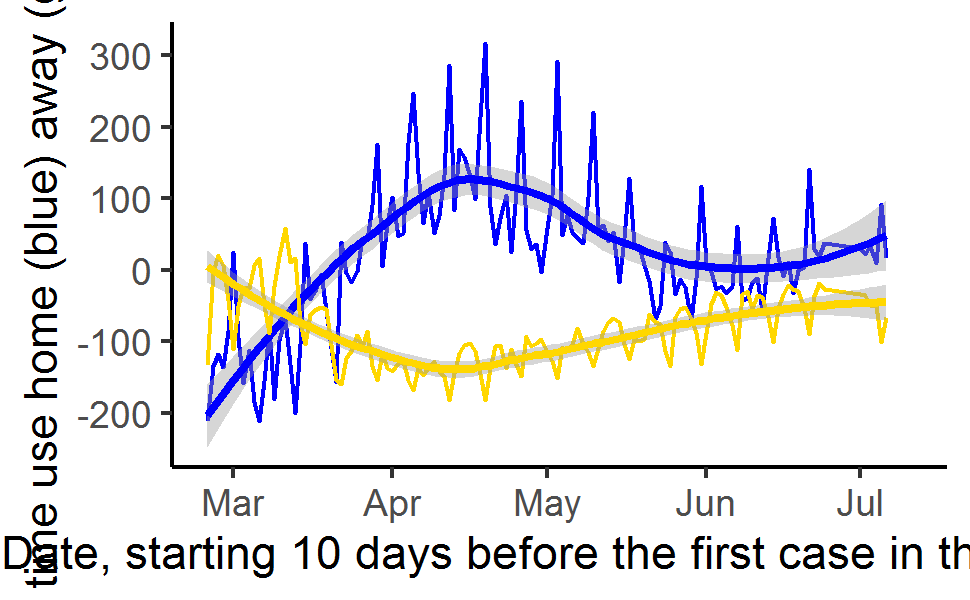 time use home (blue) away (
300
200
100
0
-100
-200
Mar Apr May Jun Jul
Date, starting 10 days before the first case in th